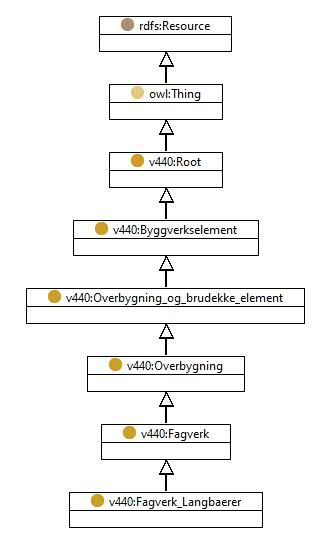 rdfs:Resource
owl:Thing
v440:Root
v440:Byggverkselement
v440:Overbygning_og_brudekke_element
v440:Overbygning
v440:Fagverk
v440:Fagverk_Langbaerer